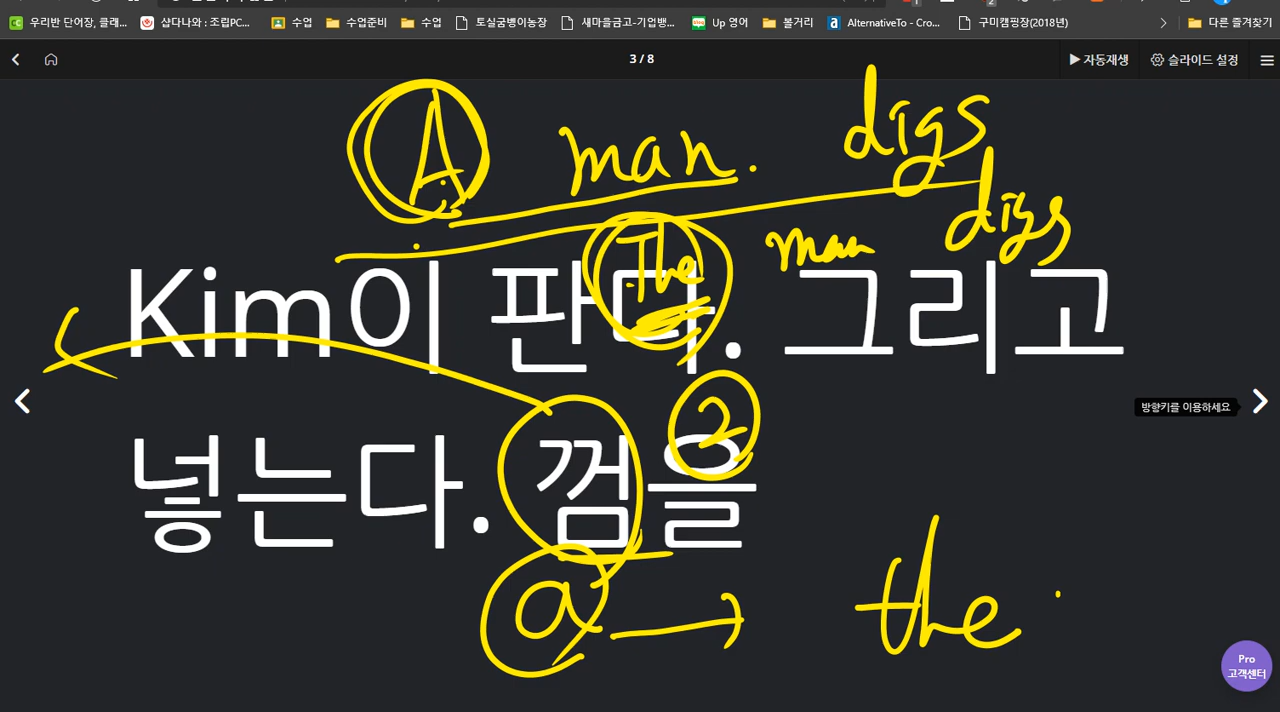 우리반 단어장, 클래... 샵다나와 : 조립PC... 수업 수업준비 수업 토실굼벵이농장 새마을금고-기업뱅... Up 영어 볼거리 AlternativeTo - Cro... 구미캠핑장(2018년) 다른 즐겨찾기
3 / 8 자동재생 슬라이드 설정
A man. digs
The man digs
Kim이 판다. 그리고
방향키를 이용하세요
2
넣는다. 껌을
a → the
Pro
고객센터